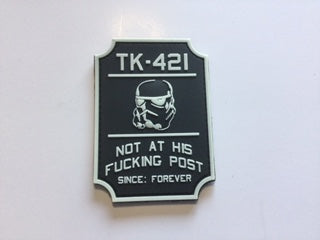 TK-421
NOT AT HIS
FUCKING POST
SINCE: FOREVER